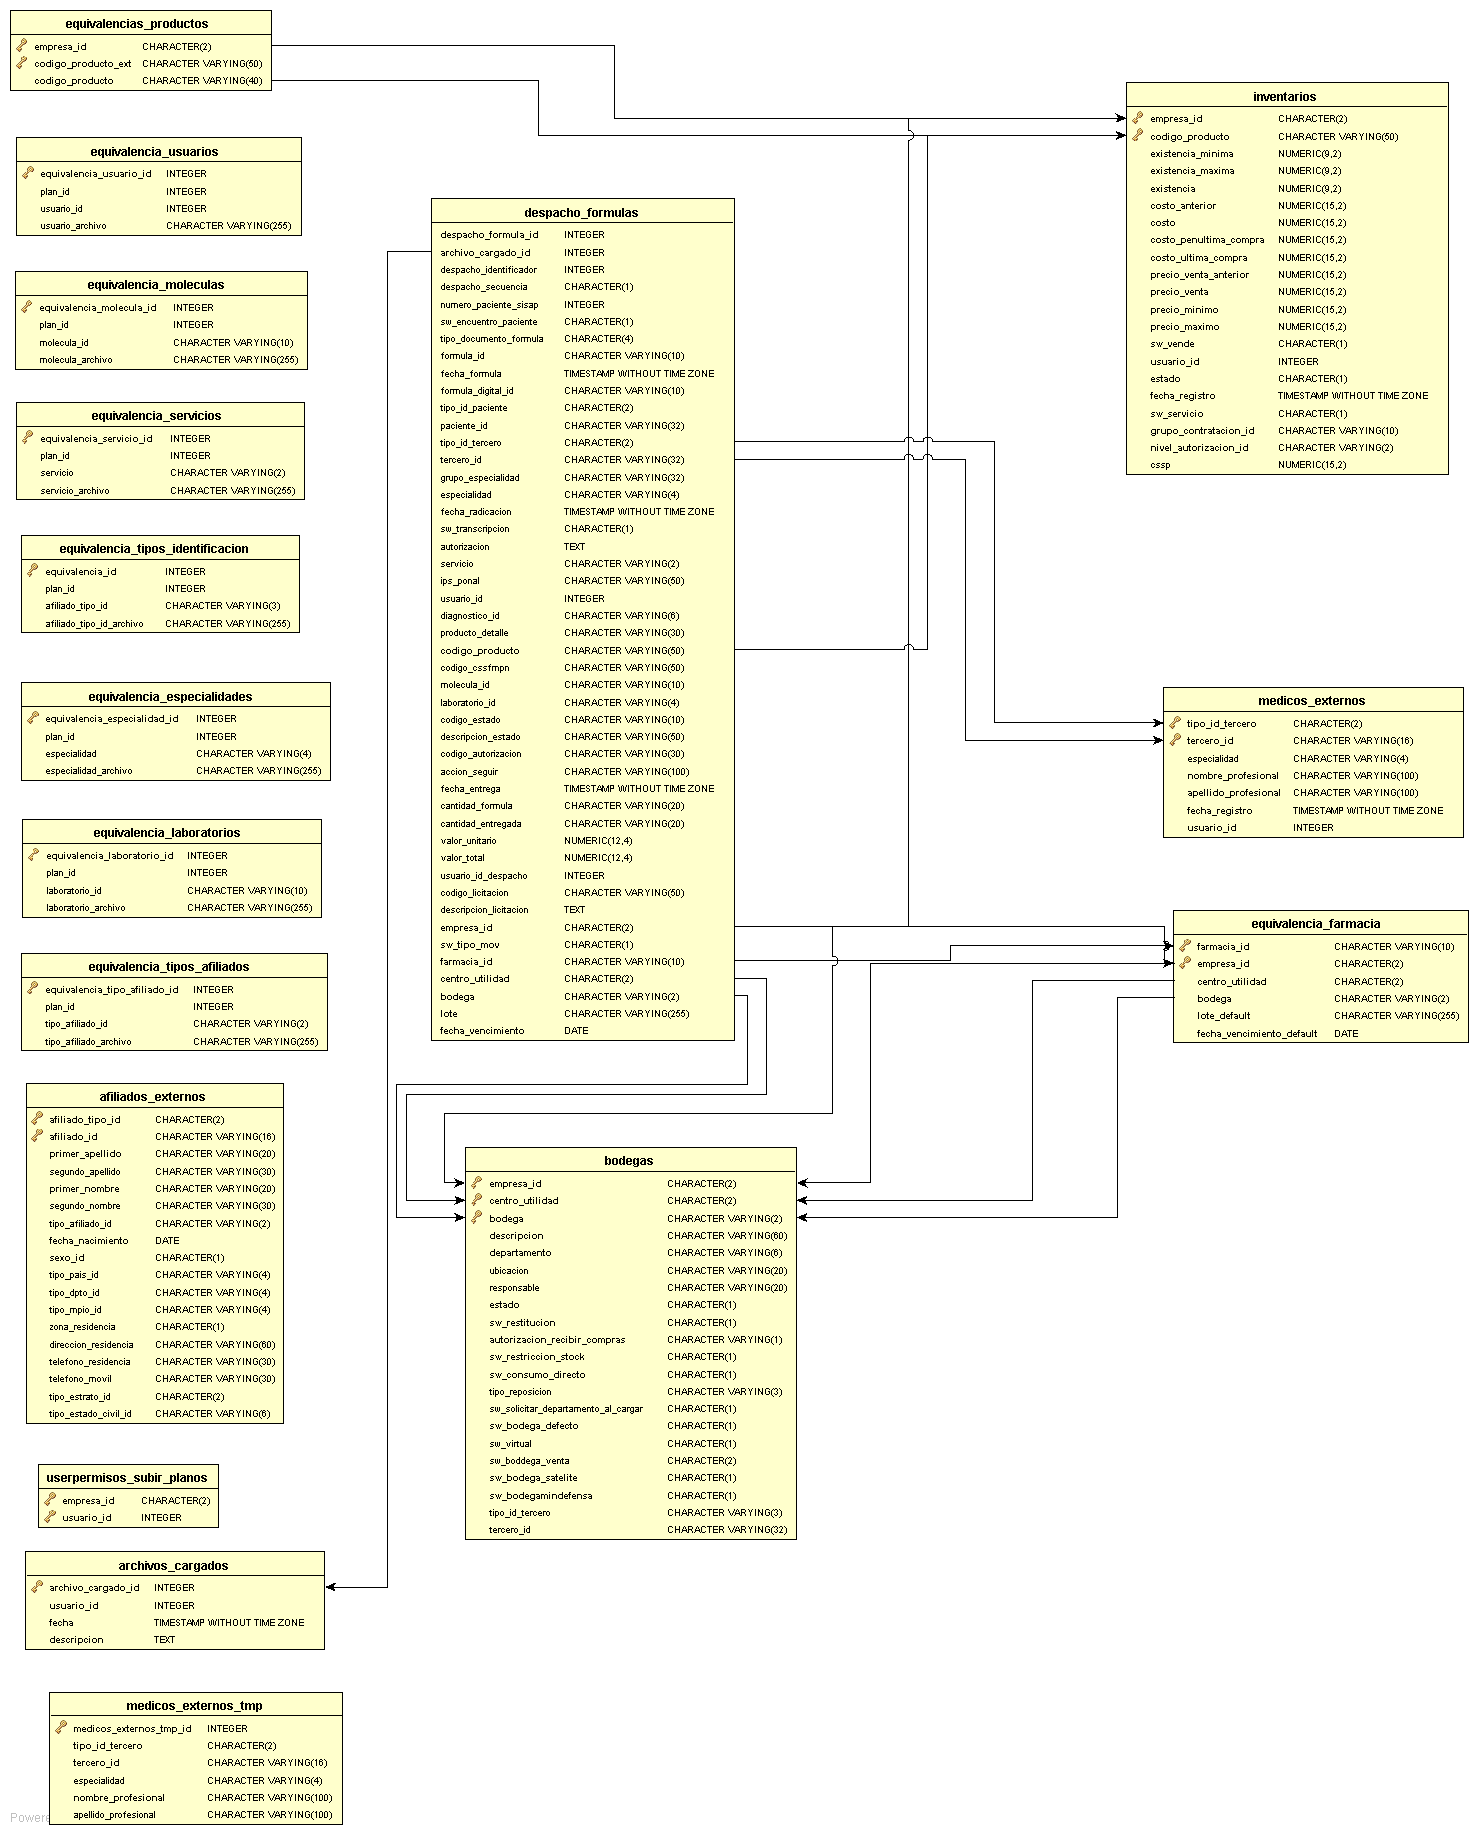 equivalencias_productos
empresa_id CHARACTER(2)
codigo_producto_ext CHARACTER VARYING(50)
codigo_producto CHARACTER VARYING(40)
equivalencia_usuarios
equivalencia_usuario_id INTEGER
plan_id INTEGER
usuario_id INTEGER
usuario_archivo CHARACTER VARYING(255)
equivalencia_moleculas
equivalencia_molecula_id INTEGER
plan_id INTEGER
molecula_id CHARACTER VARYING(10)
molecula_archivo CHARACTER VARYING(255)
equivalencia_servicios
equivalencia_servicio_id INTEGER
plan_id INTEGER
servicio CHARACTER VARYING(2)
servicio_archivo CHARACTER VARYING(255)
equivalencia_tipos_identificacion
equivalencia_id INTEGER
plan_id INTEGER
afiliado_tipo_id CHARACTER VARYING(3)
afiliado_tipo_id_archivo CHARACTER VARYING(255)
equivalencia_especialidades
equivalencia_especialidad_id INTEGER
plan_id INTEGER
especialidad CHARACTER VARYING(4)
especialidad_archivo CHARACTER VARYING(255)
equivalencia_laboratorios
equivalencia_laboratorio_id INTEGER
plan_id INTEGER
laboratorio_id CHARACTER VARYING(10)
laboratorio_archivo CHARACTER VARYING(255)
equivalencia_tipos_afiliados
equivalencia_tipo_afiliado_id INTEGER
plan_id INTEGER
tipo_afiliado_id CHARACTER VARYING(2)
tipo_afiliado_archivo CHARACTER VARYING(255)
afiliados_externos
afiliado_tipo_id CHARACTER(2)
afiliado_id CHARACTER VARYING(16)
primer_apellido CHARACTER VARYING(20)
segundo_apellido CHARACTER VARYING(30)
primer_nombre CHARACTER VARYING(20)
segundo_nombre CHARACTER VARYING(30)
tipo_afiliado_id CHARACTER VARYING(2)
fecha_nacimiento DATE
sexo_id CHARACTER(1)
tipo_pais_id CHARACTER VARYING(4)
tipo_dpto_id CHARACTER VARYING(4)
tipo_mpio_id CHARACTER VARYING(4)
zona_residencia CHARACTER(1)
direccion_residencia CHARACTER VARYING(60)
telefono_residencia CHARACTER VARYING(30)
telefono_movil CHARACTER VARYING(30)
tipo_estrato_id CHARACTER(2)
tipo_estado_civil_id CHARACTER VARYING(6)
userpermisos_subir_planos
empresa_id CHARACTER(2)
usuario_id INTEGER
archivos_cargados
archivo_cargado_id INTEGER
usuario_id INTEGER
fecha TIMESTAMP WITHOUT TIME ZONE
descripcion TEXT
medicos_externos_tmp
medicos_externos_tmp_id INTEGER
tipo_id_tercero CHARACTER(2)
tercero_id CHARACTER VARYING(16)
especialidad CHARACTER VARYING(4)
nombre_profesional CHARACTER VARYING(100)
apellido_profesional CHARACTER VARYING(100)
despacho_formulas
despacho_formula_id INTEGER
archivo_cargado_id INTEGER
despacho_identificador INTEGER
despacho_secuencia CHARACTER(1)
numero_paciente_sisap INTEGER
sw_encuentro_paciente CHARACTER(1)
tipo_documento_formula CHARACTER(4)
formula_id CHARACTER VARYING(10)
fecha_formula TIMESTAMP WITHOUT TIME ZONE
formula_digital_id CHARACTER VARYING(10)
tipo_id_paciente CHARACTER(2)
paciente_id CHARACTER VARYING(32)
tipo_id_tercero CHARACTER(2)
tercero_id CHARACTER VARYING(32)
grupo_especialidad CHARACTER VARYING(32)
especialidad CHARACTER VARYING(4)
fecha_radicacion TIMESTAMP WITHOUT TIME ZONE
sw_transcripcion CHARACTER(1)
autorizacion TEXT
servicio CHARACTER VARYING(2)
ips_ponal CHARACTER VARYING(50)
usuario_id INTEGER
diagnostico_id CHARACTER VARYING(6)
producto_detalle CHARACTER VARYING(30)
codigo_producto CHARACTER VARYING(50)
codigo_cssfmpn CHARACTER VARYING(50)
molecula_id CHARACTER VARYING(10)
laboratorio_id CHARACTER VARYING(4)
codigo_estado CHARACTER VARYING(10)
descripcion_estado CHARACTER VARYING(50)
codigo_autorizacion CHARACTER VARYING(30)
accion_seguir CHARACTER VARYING(100)
fecha_entrega TIMESTAMP WITHOUT TIME ZONE
cantidad_formula CHARACTER VARYING(20)
cantidad_entregada CHARACTER VARYING(20)
valor_unitario NUMERIC(12,4)
valor_total NUMERIC(12,4)
usuario_id_despacho INTEGER
codigo_licitacion CHARACTER VARYING(50)
descripcion_licitacion TEXT
empresa_id CHARACTER(2)
sw_tipo_mov CHARACTER(1)
farmacia_id CHARACTER VARYING(10)
centro_utilidad CHARACTER(2)
bodega CHARACTER VARYING(2)
lote CHARACTER VARYING(255)
fecha_vencimiento DATE
bodegas
empresa_id CHARACTER(2)
centro_utilidad CHARACTER(2)
bodega CHARACTER VARYING(2)
descripcion CHARACTER VARYING(60)
departamento CHARACTER VARYING(6)
ubicacion CHARACTER VARYING(20)
responsable CHARACTER VARYING(20)
estado CHARACTER(1)
sw_restitucion CHARACTER(1)
autorizacion_recibir_compras CHARACTER VARYING(1)
sw_restriccion_stock CHARACTER(1)
sw_consumo_directo CHARACTER(1)
tipo_reposicion CHARACTER VARYING(3)
sw_solicitar_departamento_al_cargar CHARACTER(1)
sw_bodega_defecto CHARACTER(1)
sw_virtual CHARACTER(1)
sw_boddega_venta CHARACTER(2)
sw_bodega_satelite CHARACTER(1)
sw_bodegamindefensa CHARACTER(1)
tipo_id_tercero CHARACTER VARYING(3)
tercero_id CHARACTER VARYING(32)
inventarios
empresa_id CHARACTER(2)
codigo_producto CHARACTER VARYING(50)
existencia_minima NUMERIC(9,2)
existencia_maxima NUMERIC(9,2)
existencia NUMERIC(9,2)
costo_anterior NUMERIC(15,2)
costo NUMERIC(15,2)
costo_penultima_compra NUMERIC(15,2)
costo_ultima_compra NUMERIC(15,2)
precio_venta_anterior NUMERIC(15,2)
precio_venta NUMERIC(15,2)
precio_minimo NUMERIC(15,2)
precio_maximo NUMERIC(15,2)
sw_vende CHARACTER(1)
usuario_id INTEGER
estado CHARACTER(1)
fecha_registro TIMESTAMP WITHOUT TIME ZONE
sw_servicio CHARACTER(1)
grupo_contratacion_id CHARACTER VARYING(10)
nivel_autorizacion_id CHARACTER VARYING(2)
cssp NUMERIC(15,2)
medicos_externos
tipo_id_tercero CHARACTER(2)
tercero_id CHARACTER VARYING(16)
especialidad CHARACTER VARYING(4)
nombre_profesional CHARACTER VARYING(100)
apellido_profesional CHARACTER VARYING(100)
fecha_registro TIMESTAMP WITHOUT TIME ZONE
usuario_id INTEGER
equivalencia_farmacia
farmacia_id CHARACTER VARYING(10)
empresa_id CHARACTER(2)
centro_utilidad CHARACTER(2)
bodega CHARACTER VARYING(2)
lote_default CHARACTER VARYING(255)
fecha_vencimiento_default DATE